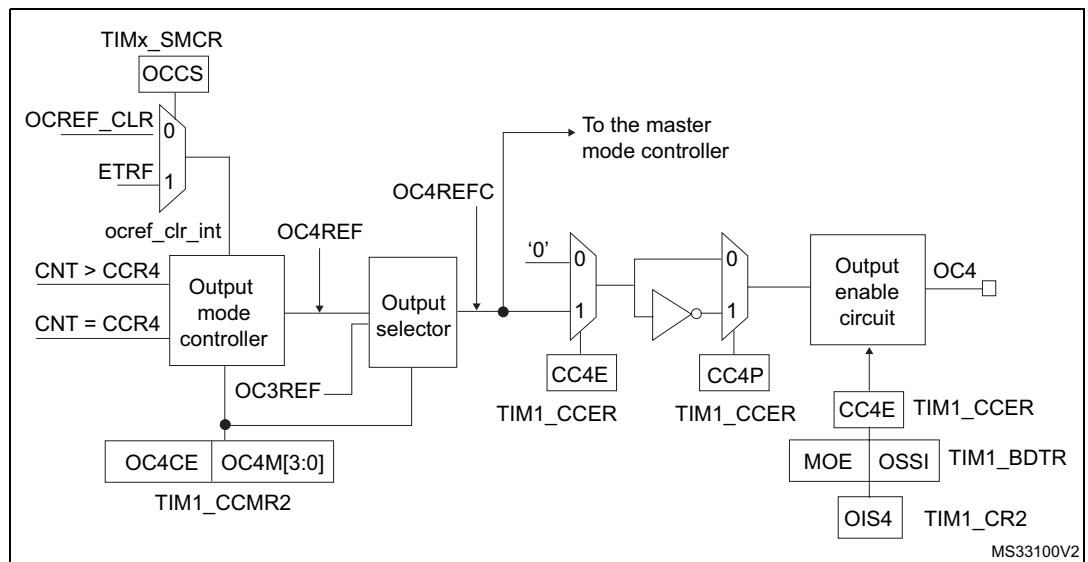 TIMx_SMCR
OCCS
OCREF_CLR
0
ETRF
1
ocref_clr_int
To the master
mode controller
OC4REFC
OC4REF
CNT > CCR4
CNT = CCR4
Output
mode
controller
Output
selector
OC3REF
‘0’
0
1
0
1
Output
enable
circuit
OC4
CC4E
TIM1_CCER
CC4P
TIM1_CCER
CC4E
TIM1_CCER
OC4CE
OC4M[3:0]
TIM1_CCMR2
MOE
OSSI
TIM1_BDTR
OIS4
TIM1_CR2
MS33100V2